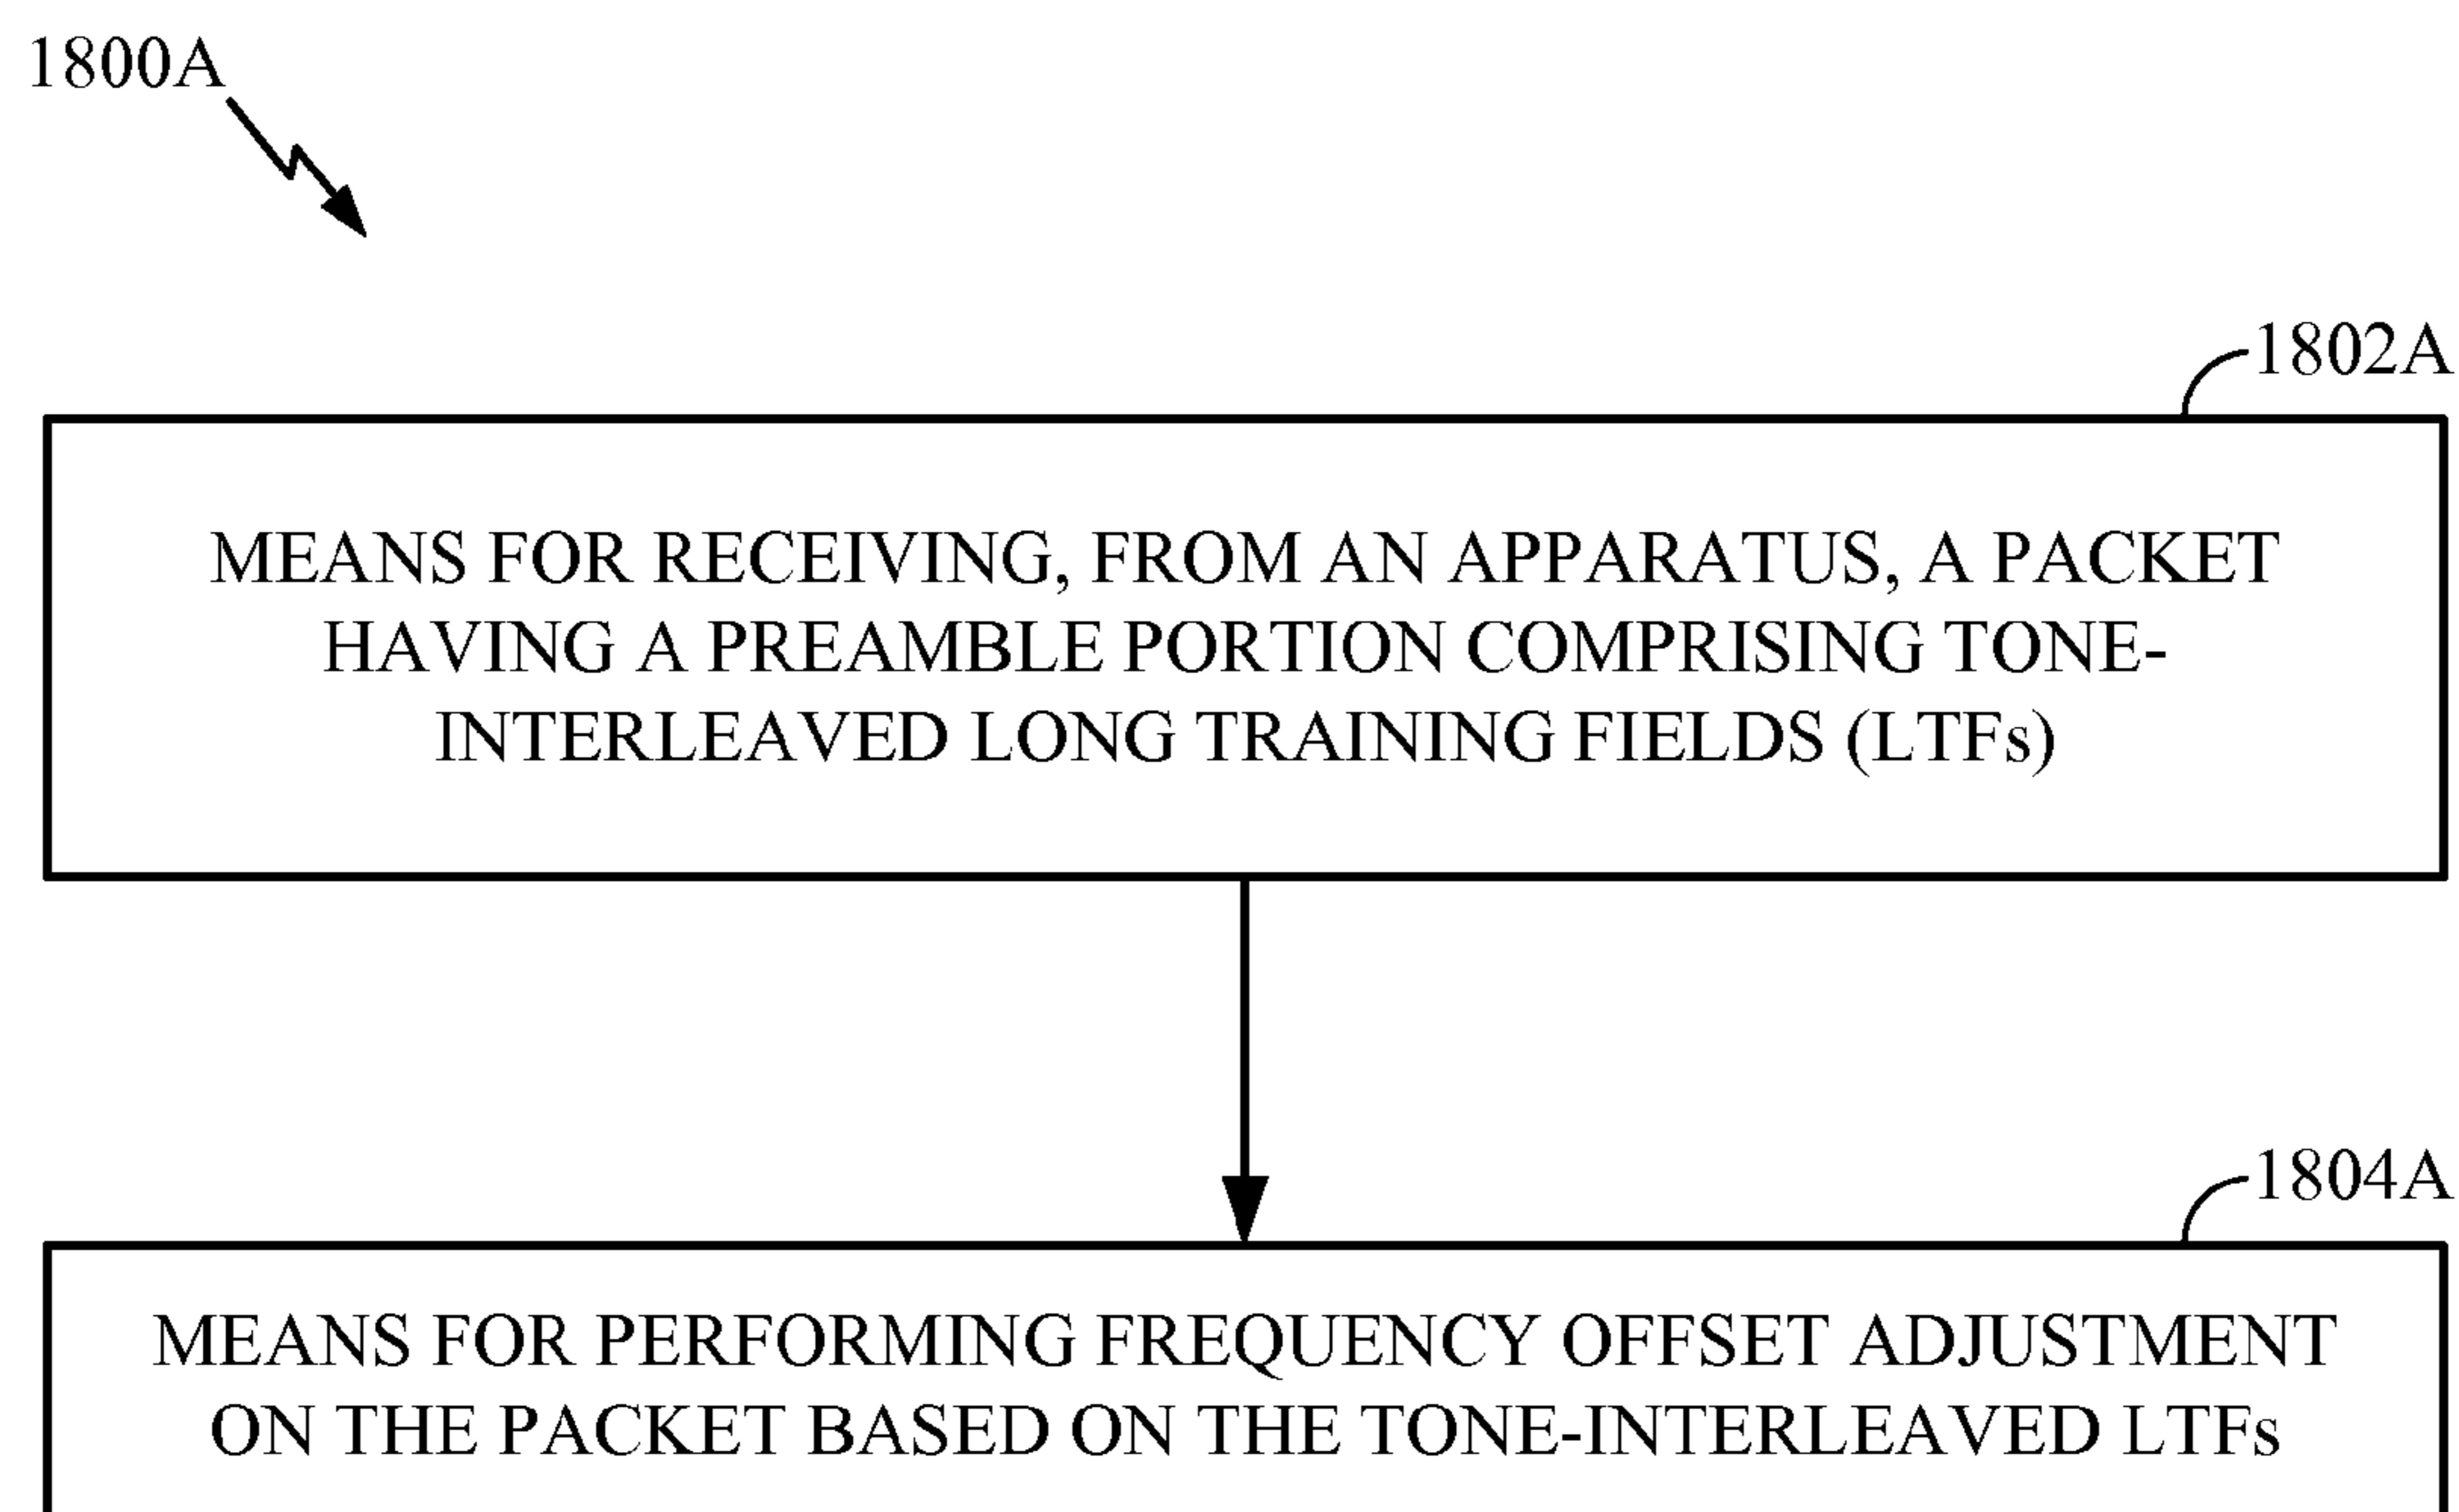 1800A
1802A
MEANS FOR RECEIVING, FROM AN APPARATUS, A PACKET
HAVING A PREAMBLE PORTION COMPRISING TONE-
INTERLEAVED LONG TRAINING FIELDS (LTFs)
1804A
MEANS FOR PERFORMING FREQUENCY OFFSET ADJUSTMENT
ON THE PACKET BASED ON THE TONE-INTERLEAVED LTFs